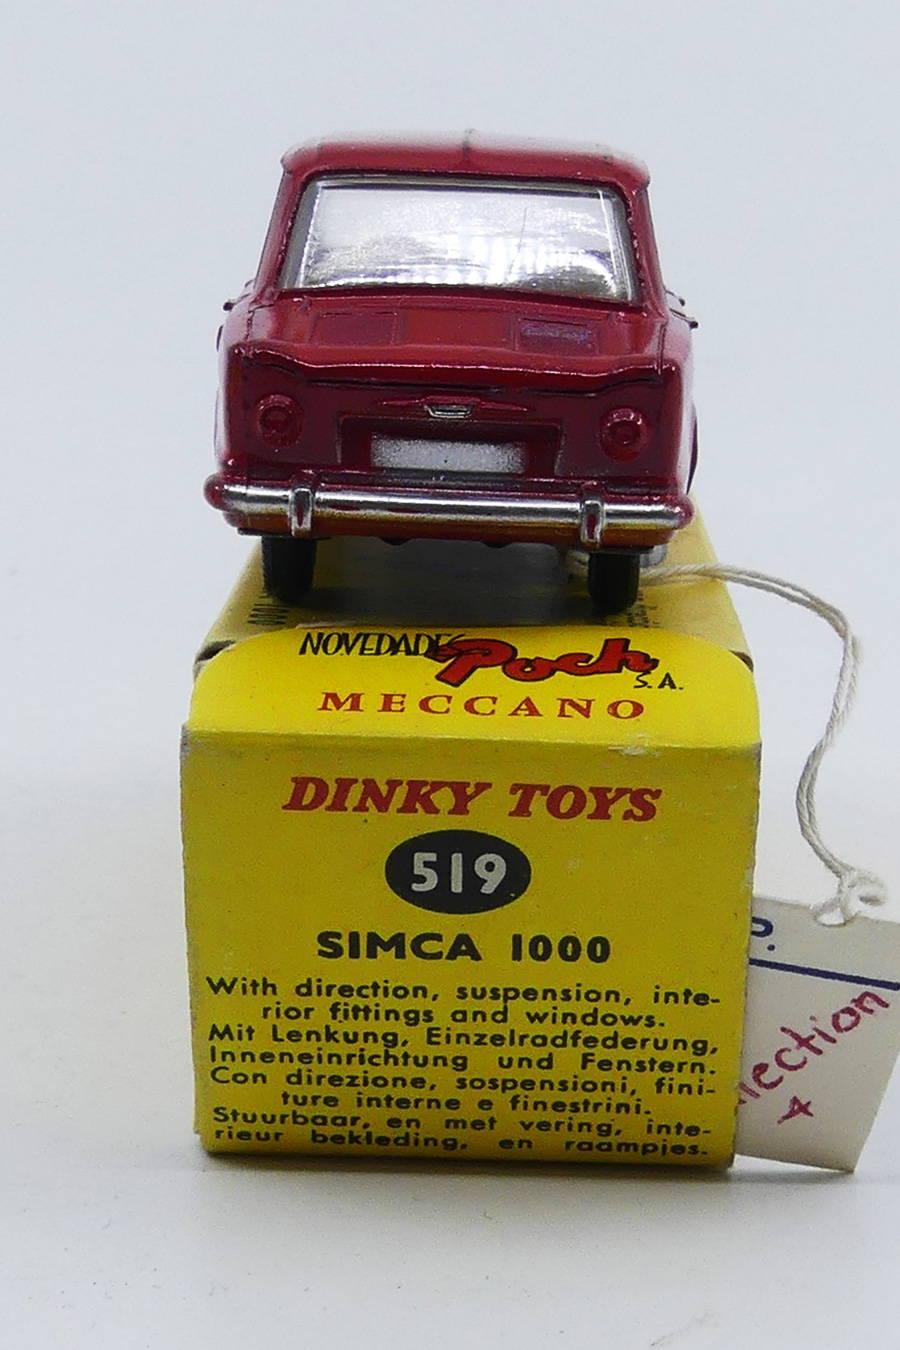 NOVEDADES Poch S.A.
MECCANO
DINKY TOYS
519
SIMCA 1000
With direction, suspension, inte-
rior fittings and windows.
Mit Lenkung, Einzelradfederung,
Inneneinrichtung und Fenstern.
Con direzione, sospensioni, fini-
ture interne e finestrini.
Stuurbaar, en met vering, inte-
rieur bekleding, en raampjes.
lection